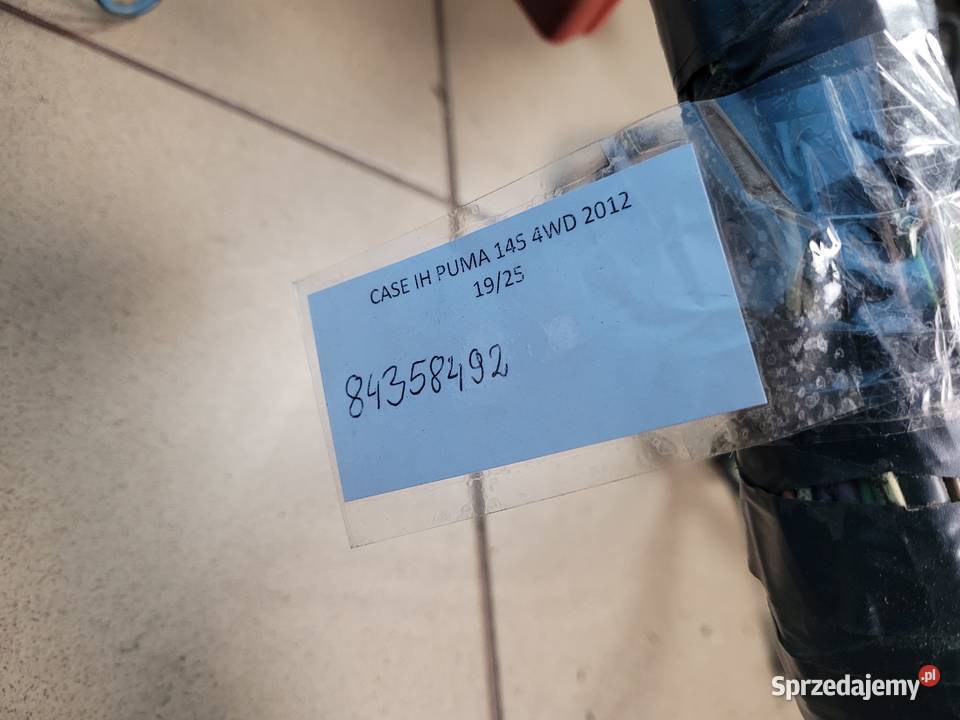 CASE IH PUMA 145 4WD 2012
19/25
84358492
Sprzedajemy.pl